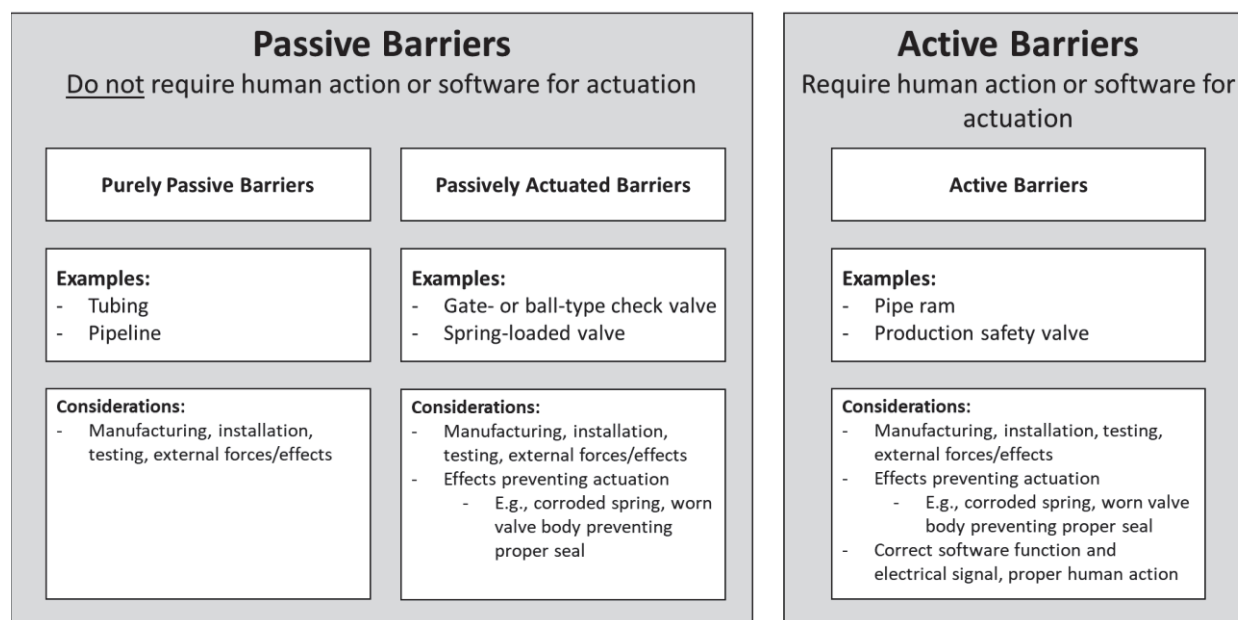 Passive Barriers
Do not require human action or software for actuation
Purely Passive Barriers
Examples:
- Tubing
- Pipeline
Considerations:
- Manufacturing, installation,
testing, external forces/effects
Passively Actuated Barriers
Examples:
- Gate- or ball-type check valve
- Spring-loaded valve
Considerations:
- Manufacturing, installation,
testing, external forces/effects
- Effects preventing actuation
- E.g., corroded spring, worn
valve body preventing
proper seal
Active Barriers
Require human action or software for
actuation
Active Barriers
Examples:
- Pipe ram
- Production safety valve
Considerations:
- Manufacturing, installation, testing,
external forces/effects
- Effects preventing actuation
- E.g., corroded spring, worn valve
body preventing proper seal
- Correct software function and
electrical signal, proper human action